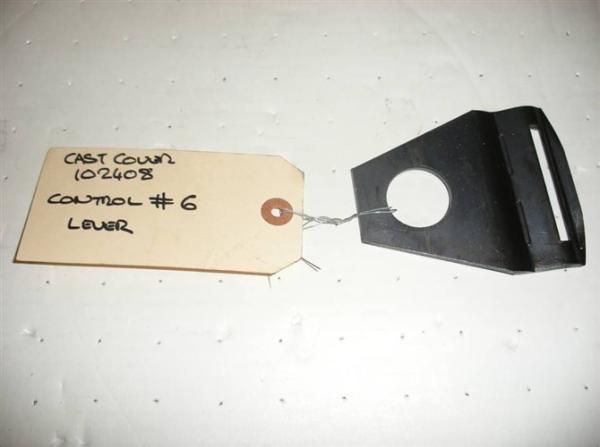 CAST COVER
102408
CONTROL # 6
LEVER